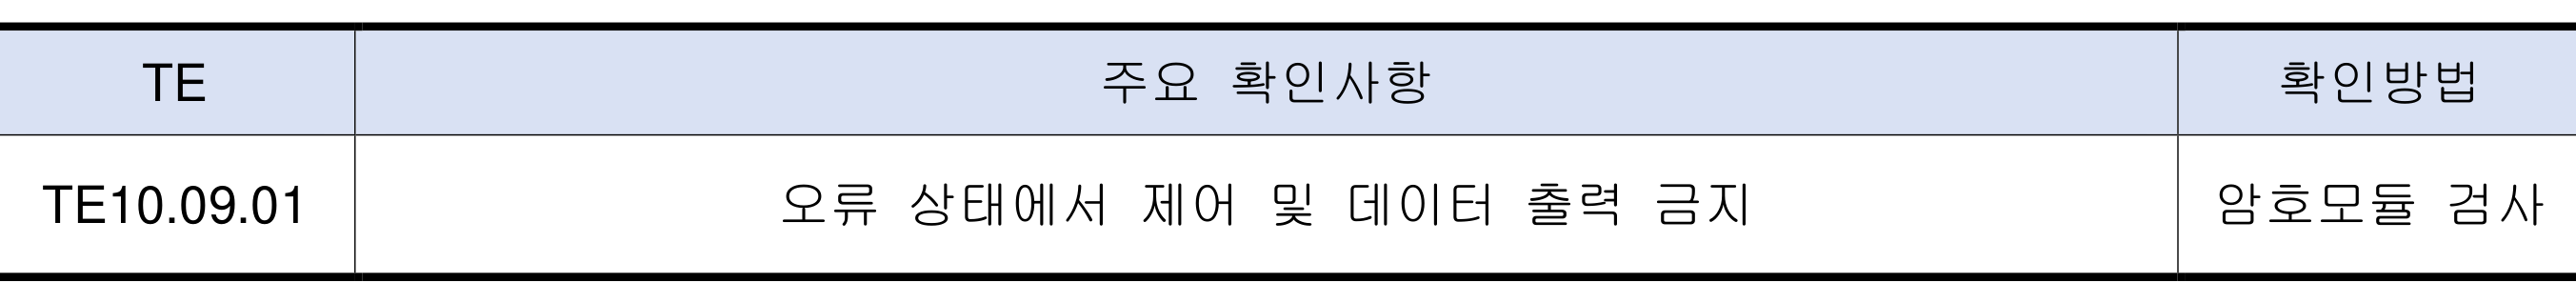 TE 주요 확인사항 확인방법
TE10.09.01 오류 상태에서 제어 및 데이터 출력 금지 암호모듈 검사